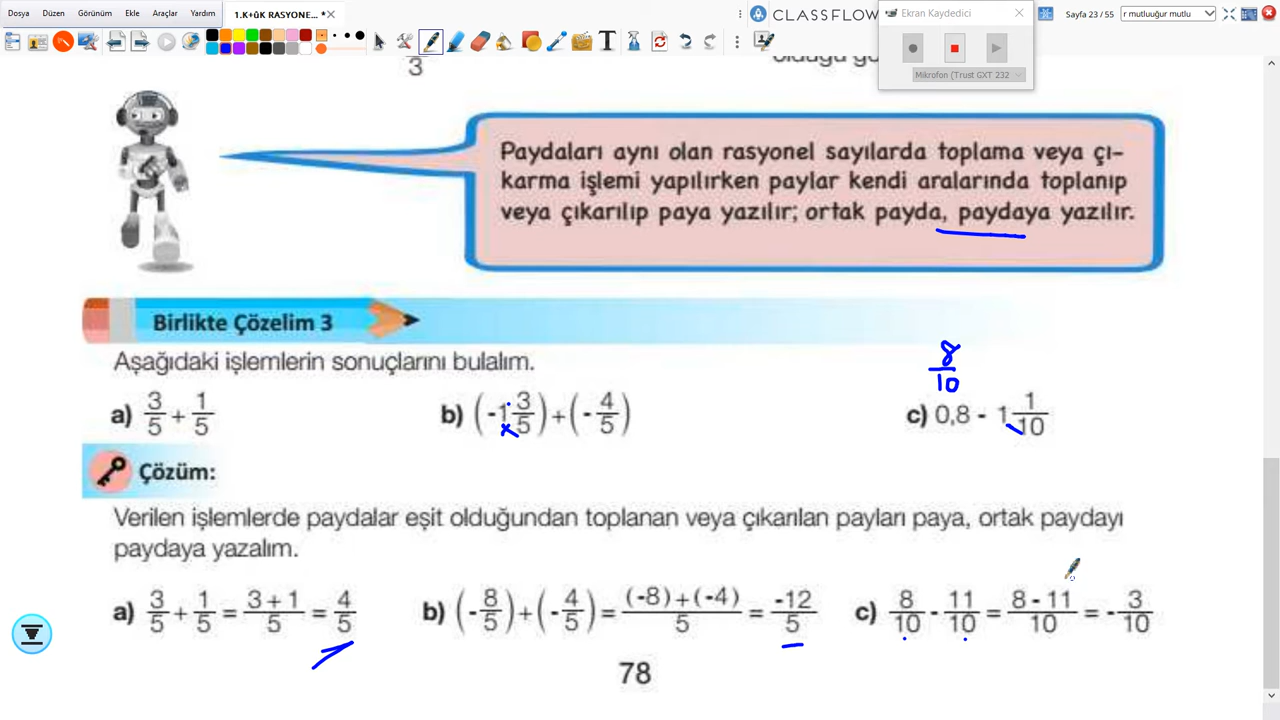 Dosya Düzen Görünüm Ekle Araçlar Yardım
1.K+ûK RASYONE... *
CLASSFLOW
Ekran Kaydedici
Sayfa 23 / 55
r mutluuğur mutlu
Mikrofon (Trust GXT 232
3
Paydaları aynı olan rasyonel sayılarda toplama veya çı-
karma işlemi yapılırken paylar kendi aralarında toplanıp
veya çıkarılıp paya yazılır; ortak payda, paydaya yazılır.
Birlikte Çözelim 3
Aşağıdaki işlemlerin sonuçlarını bulalım.
8/10
a) 3/5 + 1/5 b) (-1 3/5) + (- 4/5) c) 0,8 - 1 1/10
Çözüm:
Verilen işlemlerde paydalar eşit olduğundan toplanan veya çıkarılan payları paya, ortak paydayı
paydaya yazalım.
a) 3/5 + 1/5 = 3 + 1/5 = 4/5 b) (- 8/5) + (- 4/5) = (-8) + (-4)/5 = -12/5 c) 8/10 - 11/10 = 8 - 11/10 = - 3/10
78